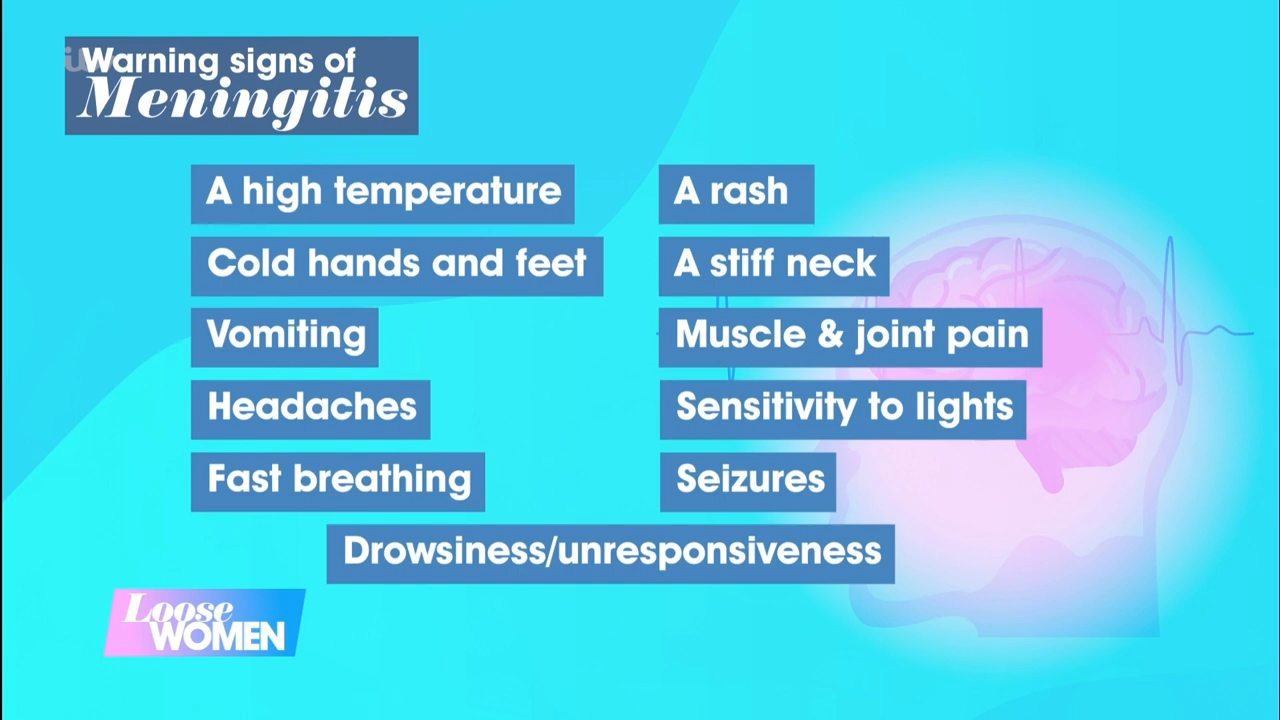 Warning signs of
Meningitis
A high temperature
Cold hands and feet
Vomiting
Headaches
Fast breathing
A rash
A stiff neck
Muscle & joint pain
Sensitivity to lights
Seizures
Drowsiness/unresponsiveness
Loose
WOMEN